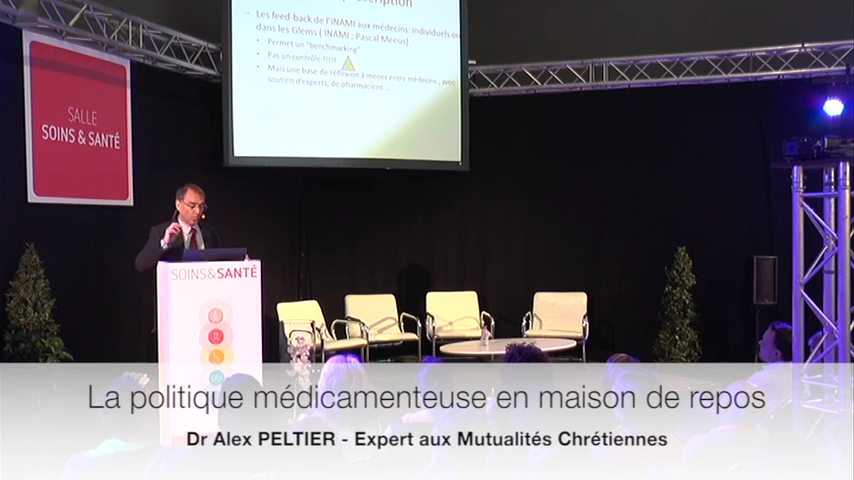 scription
– Les feed-back de l'INAMI aux médecins: individuels ou
dans les Glems ( INAMI : Pascal Meeus)
• Permet un "benchmarking"
• Pas un contrôle !!!!!
• Mais une base de réflexion à mener entre médecins , avec
soutien d'experts, de pharmaciens ...
SALLE
SOINS & SANTÉ
SOINS&SANTÉ
La politique médicamenteuse en maison de repos
Dr Alex PELTIER - Expert aux Mutualités Chrétiennes